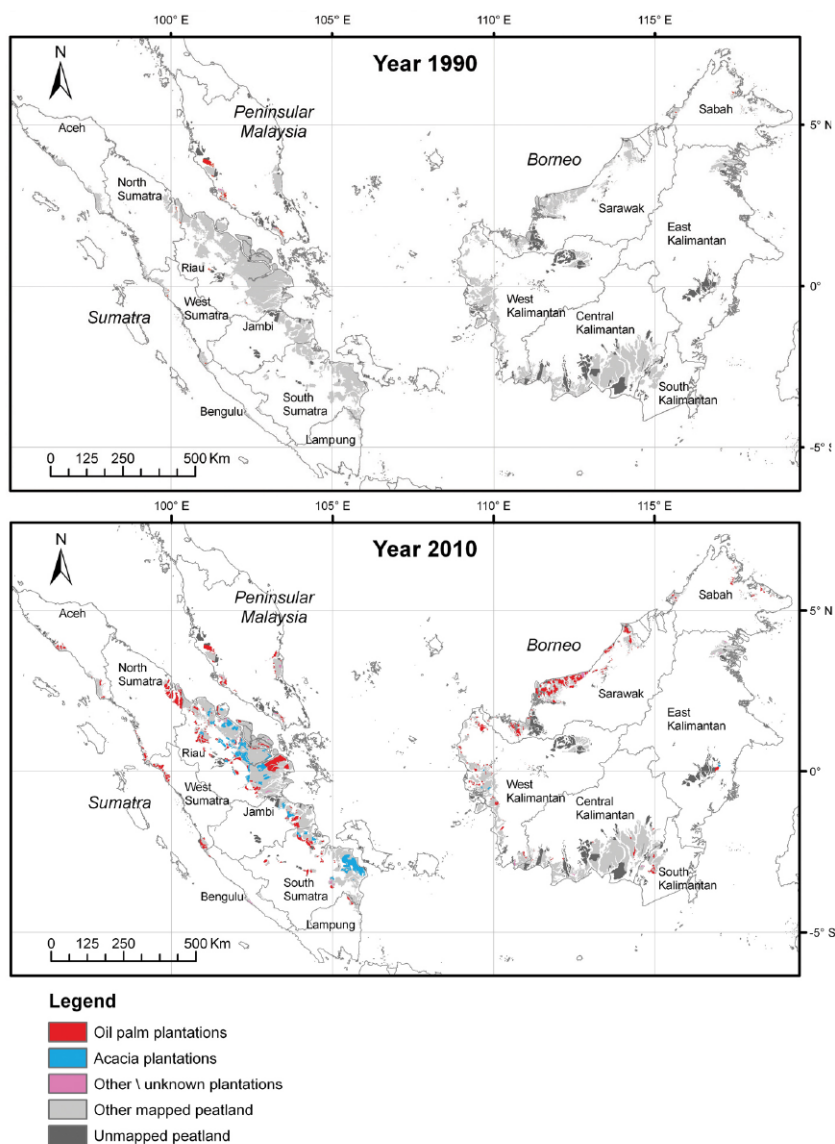 100° E 105° E 110° E 115° E
Year 1990
N
Aceh
Peninsular
Malaysia
Sabah
5° N
North
Sumatra
Borneo
Sarawak
East
Kalimantan
Riau
West
Sumatra
Sumatra
Jambi
West
Kalimantan
Central
Kalimantan
0°
South
Sumatra
South
Kalimantan
Bengulu
Lampung
-5° S
0 125 250 500 Km
100° E 105° E 110° E 115° E
Year 2010
N
Aceh
Peninsular
Malaysia
Sabah
5° N
North
Sumatra
Borneo
Sarawak
East
Kalimantan
Riau
West
Sumatra
Sumatra
Jambi
West
Kalimantan
Central
Kalimantan
0°
South
Sumatra
South
Kalimantan
Bengulu
Lampung
-5° S
0 125 250 500 Km
Legend
Oil palm plantations
Acacia plantations
Other \ unknown plantations
Other mapped peatland
Unmapped peatland